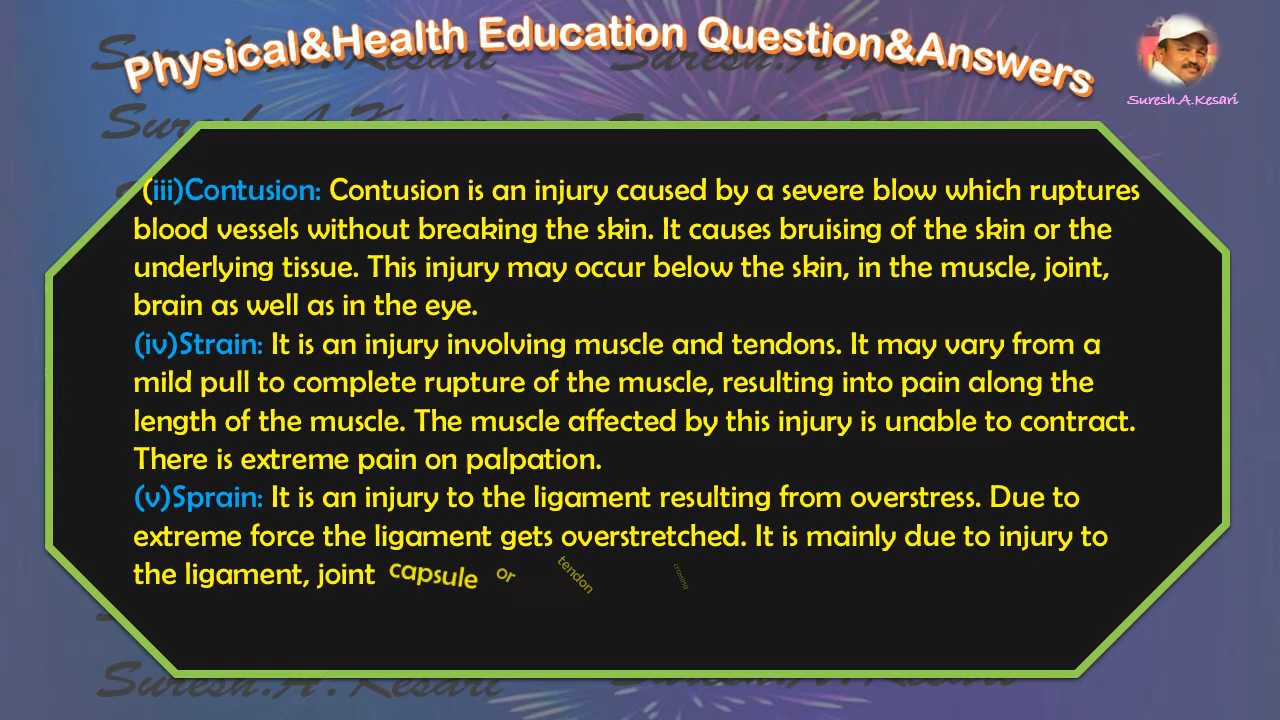 Physical&Health Education Question&Answers
Suresh.A.Kesari
(iii)Contusion: Contusion is an injury caused by a severe blow which ruptures
blood vessels without breaking the skin. It causes bruising of the skin or the
underlying tissue. This injury may occur below the skin, in the muscle, joint,
brain as well as in the eye.
(iv)Strain: It is an injury involving muscle and tendons. It may vary from a
mild pull to complete rupture of the muscle, resulting into pain along the
length of the muscle. The muscle affected by this injury is unable to contract.
There is extreme pain on palpation.
(v)Sprain: It is an injury to the ligament resulting from overstress. Due to
extreme force the ligament gets overstretched. It is mainly due to injury to
the ligament, joint capsule or tendon
Suresh.A.Kesari